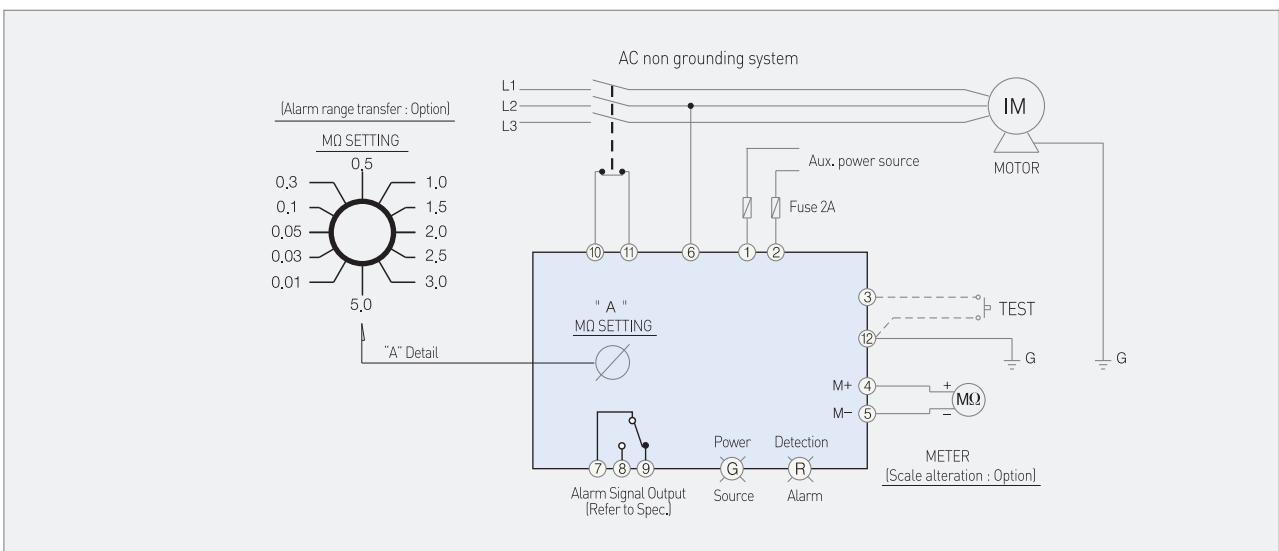 AC non grounding system
L1
L2
L3
IM
MOTOR
(Alarm range transfer : Option)
MΩ SETTING
0.5
0.3
1.0
0.1
1.5
0.05
2.0
0.03
2.5
0.01
3.0
5.0
"A" Detail
Aux. power source
Fuse 2A
10
11
6
1
2
" A "
MΩ SETTING
3
TEST
12
G
G
M+
4
+
MΩ
M-
5
–
METER
(Scale alteration : Option)
7
8
9
Alarm Signal Output
(Refer to Spec.)
Power
G
Source
Detection
R
Alarm